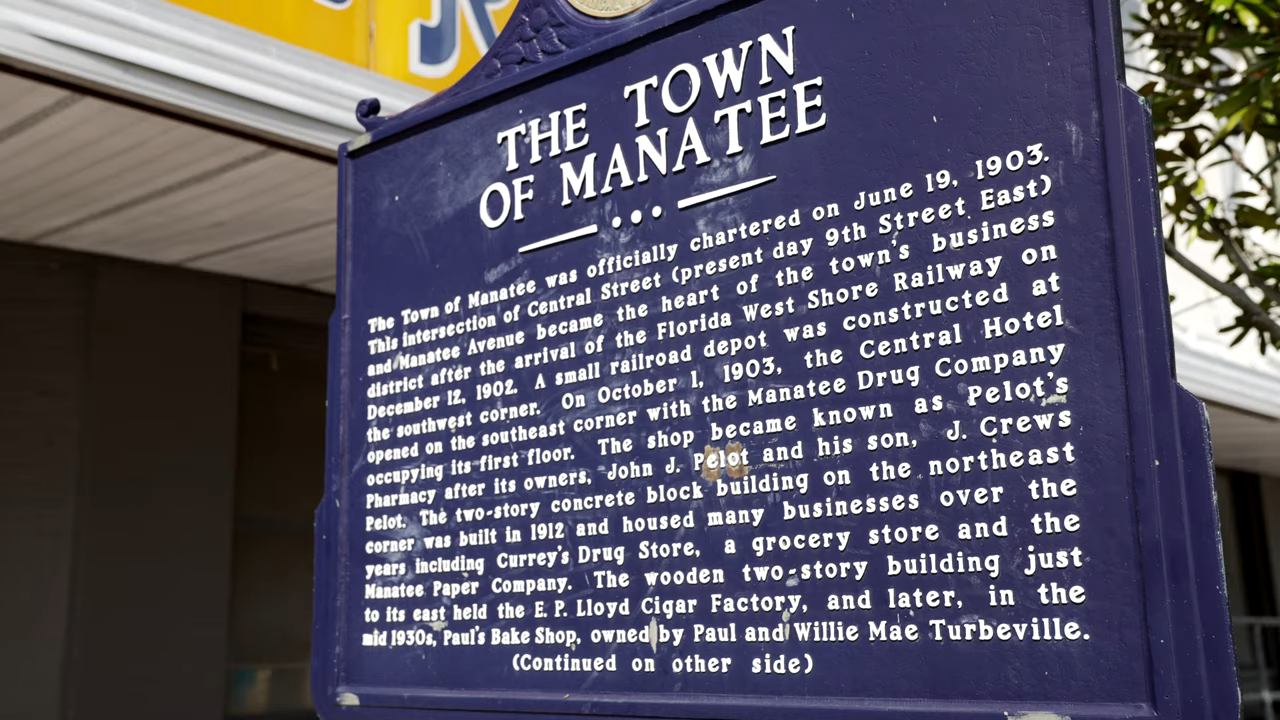 THE TOWN
OF MANATEE
The Town of Manatee was officially chartered on June 19, 1903.
This intersection of Central Street (present day 9th Street East)
and Manatee Avenue became the heart of the town's business
district after the arrival of the Florida West Shore Railway on
December 12, 1902. A small railroad depot was constructed at
the southwest corner. On October 1, 1903, the Central Hotel
opened on the southeast corner with the Manatee Drug Company
occupying its first floor. The shop became known as Pelot's
Pharmacy after its owners, John J. Pelot and his son, J. Crews
Pelot. The two-story concrete block building on the northeast
corner was built in 1912 and housed many businesses over the
years including Currey's Drug Store, a grocery store and the
Manatee Paper Company. The wooden two-story building just
to its east held the E. P. Lloyd Cigar Factory, and later, in the
mid 1930s, Paul's Bake Shop, owned by Paul and Willie Mae Turbeville.
(Continued on other side)